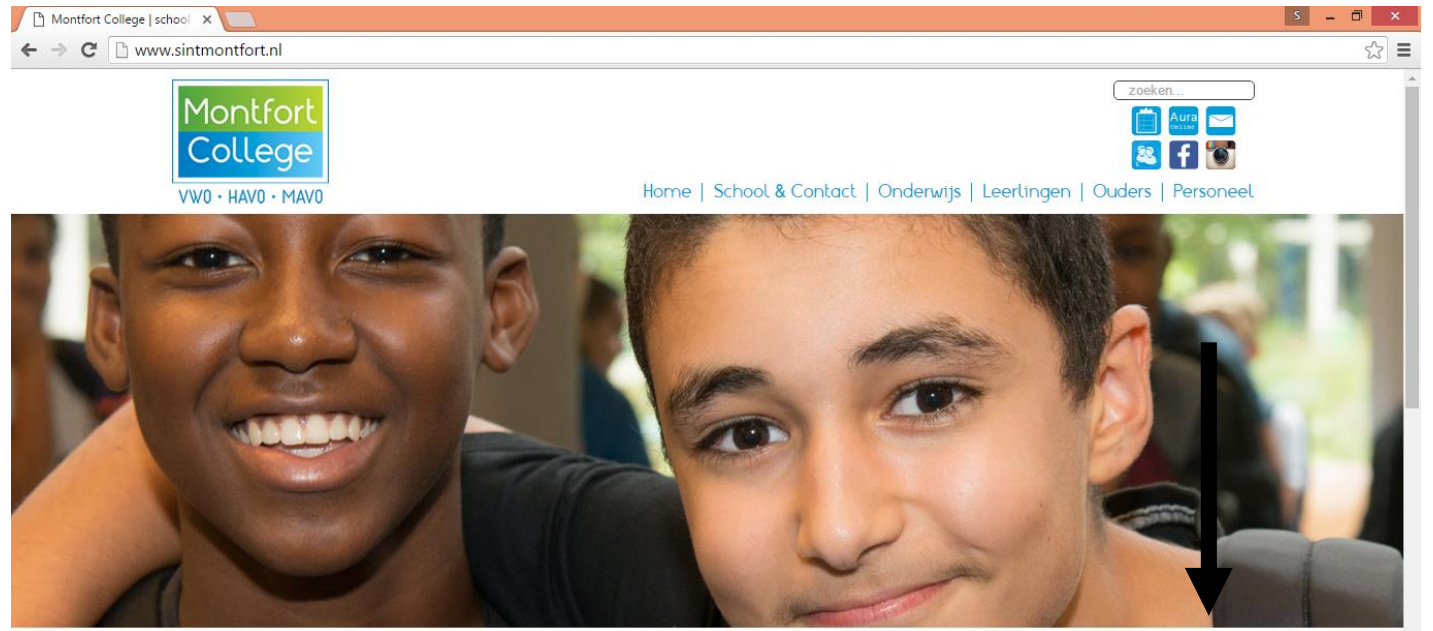 Montfort College | school
S
www.sintmontfort.nl
Montfort
College
VWO · HAVO · MAVO
zoeken...
Aura
Online
Home | School & Contact | Onderwijs | Leerlingen | Ouders | Personeel